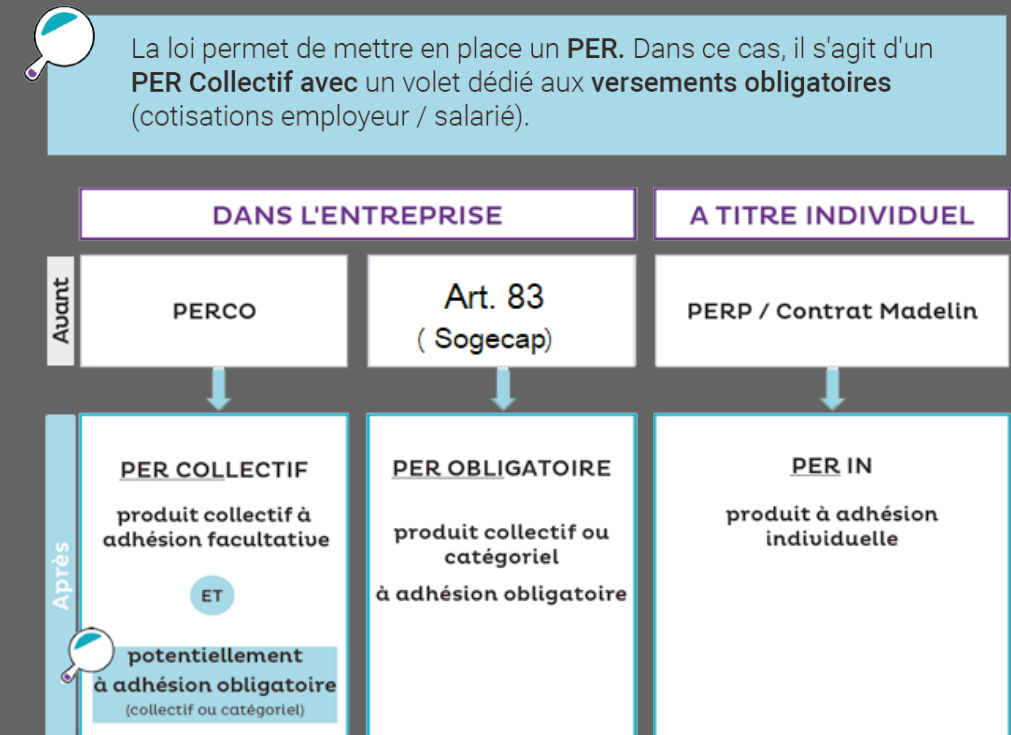 La loi permet de mettre en place un PER. Dans ce cas, il s'agit d'un
PER Collectif avec un volet dédié aux versements obligatoires
(cotisations employeur / salarié).
DANS L'ENTREPRISE
A TITRE INDIVIDUEL
Avant
PERCO
Art. 83
( Sogecap)
PERP / Contrat Madelin
Après
PER COLLECTIF
produit collectif à
adhésion facultative
ET
potentiellement
à adhésion obligatoire
(collectif ou catégoriel)
PER OBLIGATOIRE
produit collectif ou
catégoriel
à adhésion obligatoire
PER IN
produit à adhésion
individuelle